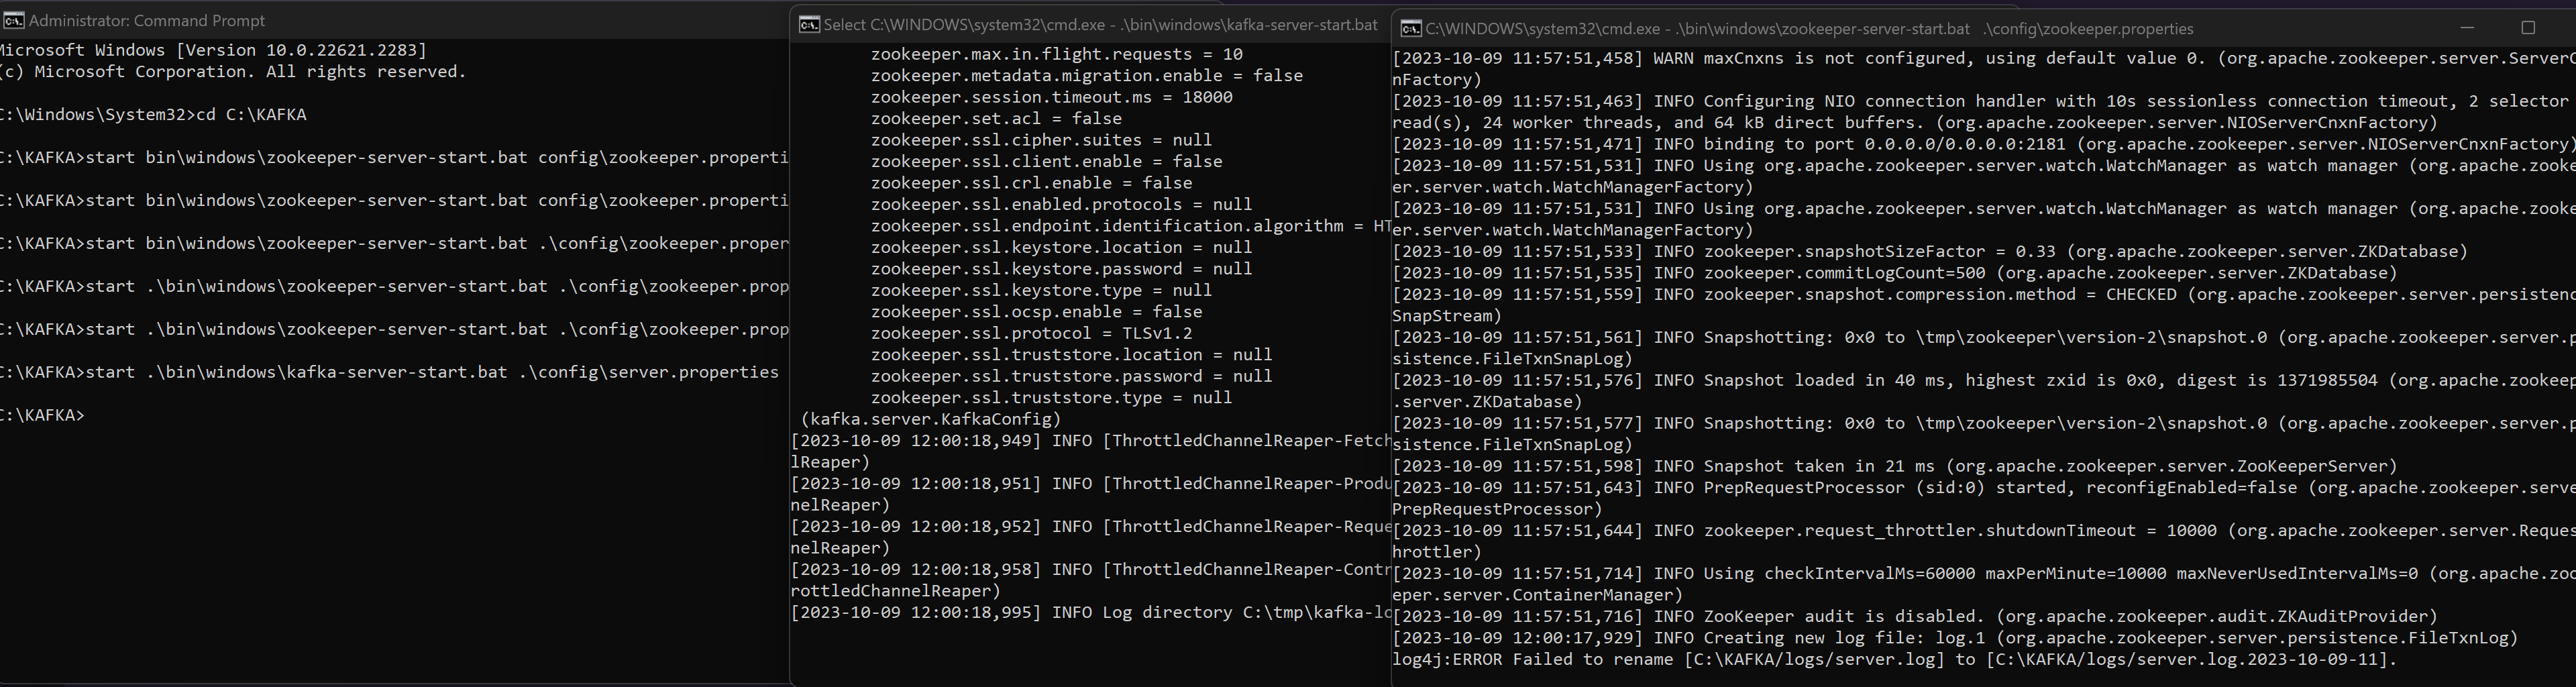 Administrator: Command Prompt
Microsoft Windows [Version 10.0.22621.2283]
(c) Microsoft Corporation. All rights reserved.
C:\Windows\System32>cd C:\KAFKA
C:\KAFKA>start bin\windows\zookeeper-server-start.bat config\zookeeper.properti
C:\KAFKA>start bin\windows\zookeeper-server-start.bat config\zookeeper.properti
C:\KAFKA>start bin\windows\zookeeper-server-start.bat .\config\zookeeper.proper
C:\KAFKA>start .\bin\windows\zookeeper-server-start.bat .\config\zookeeper.prop
C:\KAFKA>start .\bin\windows\zookeeper-server-start.bat .\config\zookeeper.prop
C:\KAFKA>start .\bin\windows\kafka-server-start.bat .\config\server.properties
C:\KAFKA>
Select C:\WINDOWS\system32\cmd.exe - .\bin\windows\kafka-server-start.bat
zookeeper.max.in.flight.requests = 10
zookeeper.metadata.migration.enable = false
zookeeper.session.timeout.ms = 18000
zookeeper.set.acl = false
zookeeper.ssl.cipher.suites = null
zookeeper.ssl.client.enable = false
zookeeper.ssl.crl.enable = false
zookeeper.ssl.enabled.protocols = null
zookeeper.ssl.endpoint.identification.algorithm = HT
zookeeper.ssl.keystore.location = null
zookeeper.ssl.keystore.password = null
zookeeper.ssl.keystore.type = null
zookeeper.ssl.ocsp.enable = false
zookeeper.ssl.protocol = TLSv1.2
zookeeper.ssl.truststore.location = null
zookeeper.ssl.truststore.password = null
zookeeper.ssl.truststore.type = null
(kafka.server.KafkaConfig)
[2023-10-09 12:00:18,949] INFO [ThrottledChannelReaper-Fetch
lReaper)
[2023-10-09 12:00:18,951] INFO [ThrottledChannelReaper-Produ
nelReaper)
[2023-10-09 12:00:18,952] INFO [ThrottledChannelReaper-Reque
nelReaper)
[2023-10-09 12:00:18,958] INFO [ThrottledChannelReaper-Contr
rottledChannelReaper)
[2023-10-09 12:00:18,995] INFO Log directory C:\tmp\kafka-lo
C:\WINDOWS\system32\cmd.exe - .\bin\windows\zookeeper-server-start.bat .\config\zookeeper.properties
[2023-10-09 11:57:51,458] WARN maxCnxns is not configured, using default value 0. (org.apache.zookeeper.server.ServerC
nFactory)
[2023-10-09 11:57:51,463] INFO Configuring NIO connection handler with 10s sessionless connection timeout, 2 selector
read(s), 24 worker threads, and 64 kB direct buffers. (org.apache.zookeeper.server.NIOServerCnxnFactory)
[2023-10-09 11:57:51,471] INFO binding to port 0.0.0.0/0.0.0.0:2181 (org.apache.zookeeper.server.NIOServerCnxnFactory)
[2023-10-09 11:57:51,531] INFO Using org.apache.zookeeper.server.watch.WatchManager as watch manager (org.apache.zooke
er.server.watch.WatchManagerFactory)
[2023-10-09 11:57:51,531] INFO Using org.apache.zookeeper.server.watch.WatchManager as watch manager (org.apache.zooke
er.server.watch.WatchManagerFactory)
[2023-10-09 11:57:51,533] INFO zookeeper.snapshotSizeFactor = 0.33 (org.apache.zookeeper.server.ZKDatabase)
[2023-10-09 11:57:51,535] INFO zookeeper.commitLogCount=500 (org.apache.zookeeper.server.ZKDatabase)
[2023-10-09 11:57:51,559] INFO zookeeper.snapshot.compression.method = CHECKED (org.apache.zookeeper.server.persistenc
SnapStream)
[2023-10-09 11:57:51,561] INFO Snapshotting: 0x0 to \tmp\zookeeper\version-2\snapshot.0 (org.apache.zookeeper.server.p
sistence.FileTxnSnapLog)
[2023-10-09 11:57:51,576] INFO Snapshot loaded in 40 ms, highest zxid is 0x0, digest is 1371985504 (org.apache.zookeep
.server.ZKDatabase)
[2023-10-09 11:57:51,577] INFO Snapshotting: 0x0 to \tmp\zookeeper\version-2\snapshot.0 (org.apache.zookeeper.server.p
sistence.FileTxnSnapLog)
[2023-10-09 11:57:51,598] INFO Snapshot taken in 21 ms (org.apache.zookeeper.server.ZooKeeperServer)
[2023-10-09 11:57:51,643] INFO PrepRequestProcessor (sid:0) started, reconfigEnabled=false (org.apache.zookeeper.serve
PrepRequestProcessor)
[2023-10-09 11:57:51,644] INFO zookeeper.request_throttler.shutdownTimeout = 10000 (org.apache.zookeeper.server.Reques
hrottler)
[2023-10-09 11:57:51,714] INFO Using checkIntervalMs=60000 maxPerMinute=10000 maxNeverUsedIntervalMs=0 (org.apache.zoo
eper.server.ContainerManager)
[2023-10-09 11:57:51,716] INFO ZooKeeper audit is disabled. (org.apache.zookeeper.audit.ZKAuditProvider)
[2023-10-09 12:00:17,929] INFO Creating new log file: log.1 (org.apache.zookeeper.server.persistence.FileTxnLog)
log4j:ERROR Failed to rename [C:\KAFKA/logs/server.log] to [C:\KAFKA/logs/server.log.2023-10-09-11].